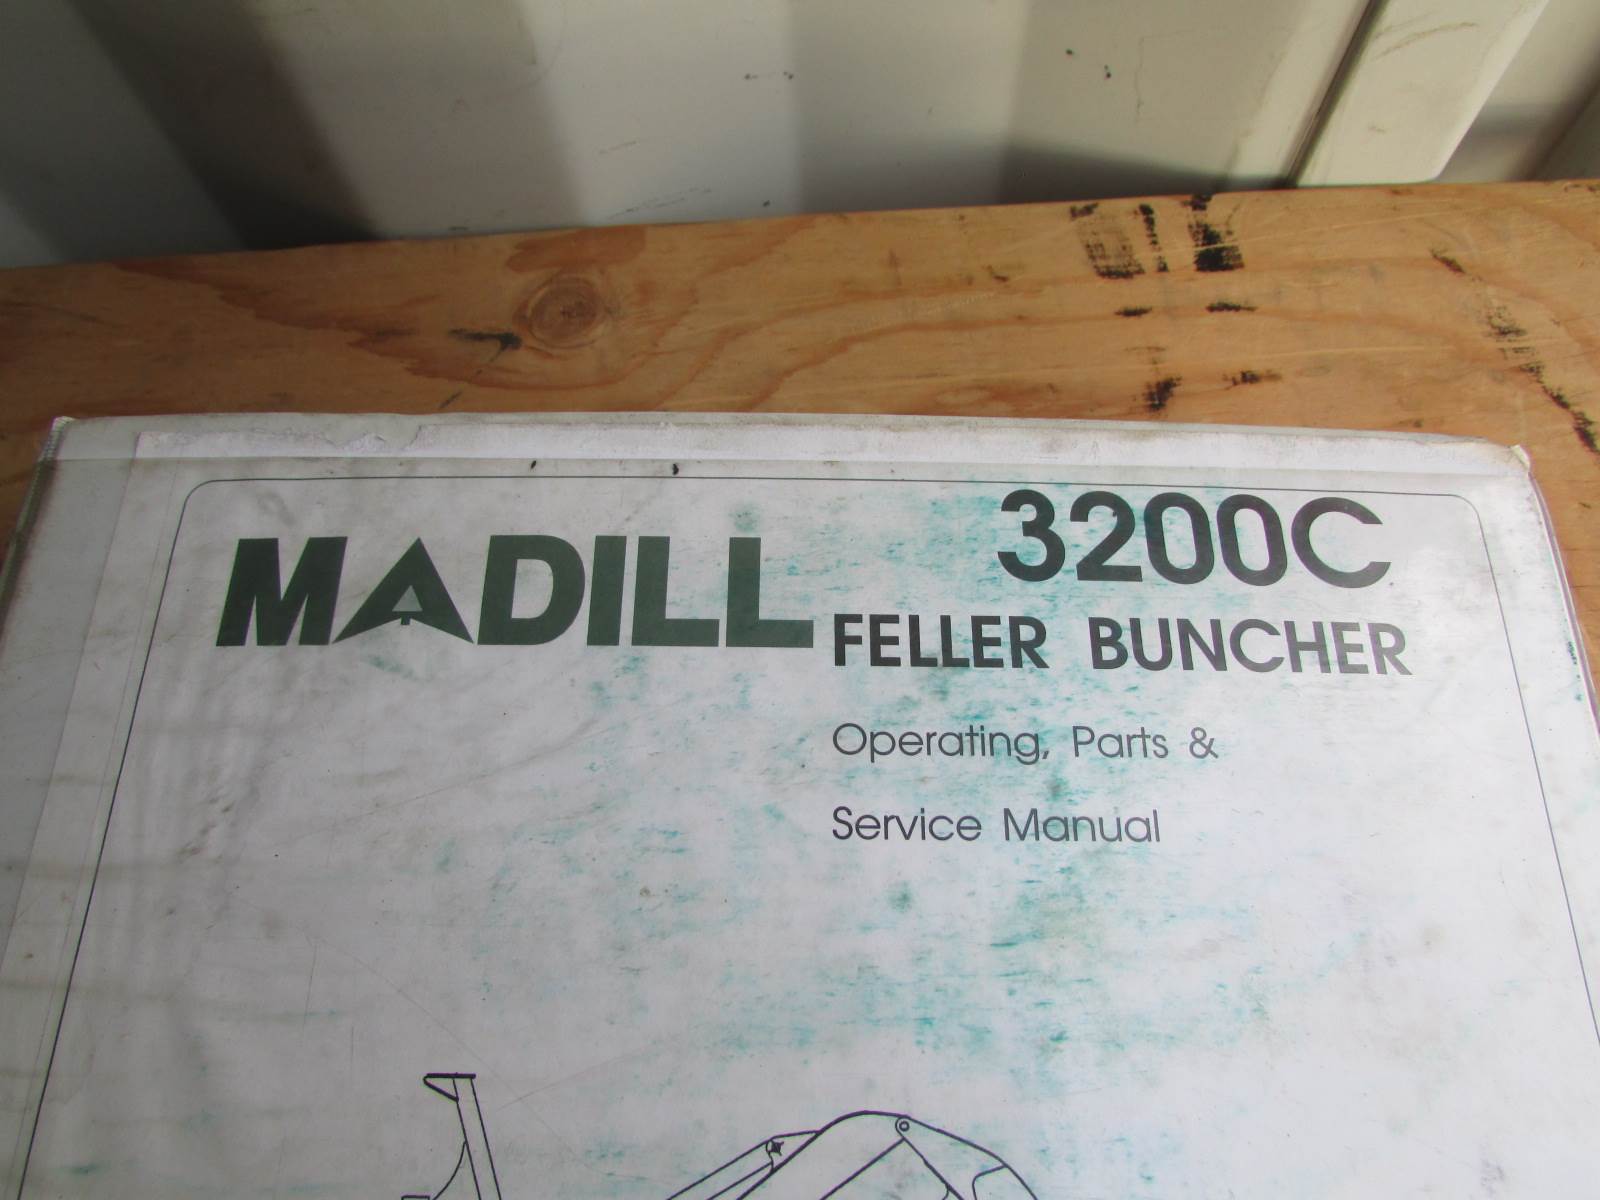 MADILL
3200C
FELLER BUNCHER
Operating, Parts &
Service Manual